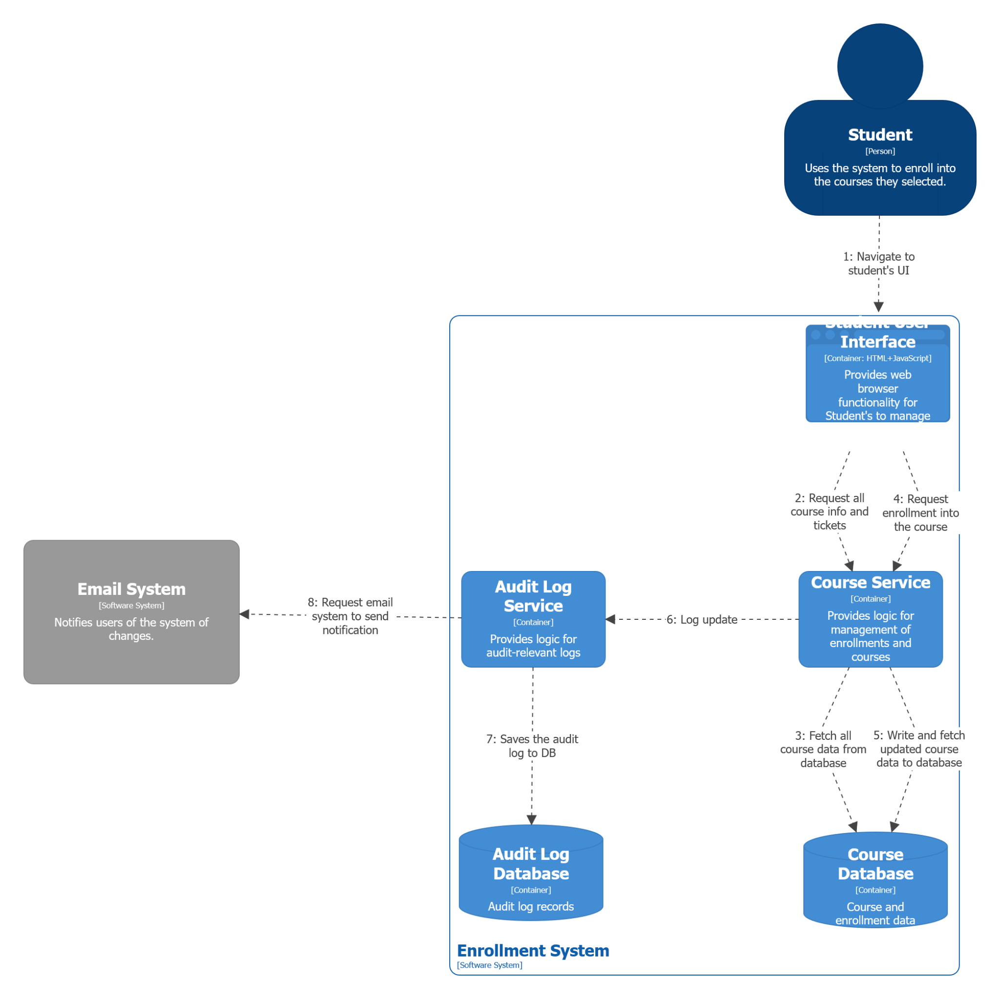 Student
[Person]
Uses the system to enroll into
the courses they selected.
1: Navigate to
student's UI
Student User
Interface
[Container: HTML+JavaScript]
Provides web
browser
functionality for
Student's to manage
2: Request all
course info and
tickets
4: Request
enrollment into
the course
Email System
[Software System]
Notifies users of the system of
changes.
8: Request email
system to send
notification
Audit Log
Service
[Container]
Provides logic for
audit-relevant logs
6: Log update
Course Service
[Container]
Provides logic for
management of
enrollments and
courses
7: Saves the audit
log to DB
3: Fetch all
course data from
database
5: Write and fetch
updated course
data to database
Audit Log
Database
[Container]
Audit log records
Course
Database
[Container]
Course and
enrollment data
Enrollment System
[Software System]